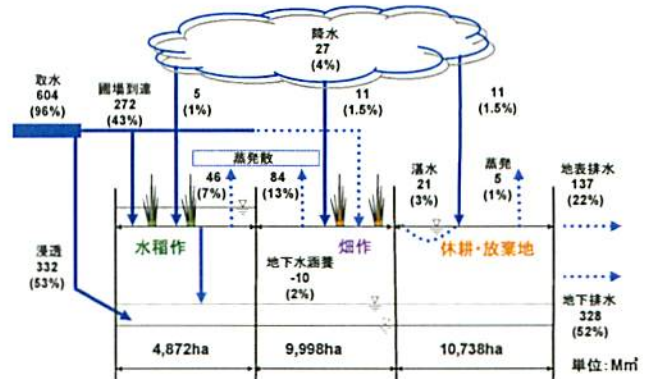 降水
27
(4%)
取水
604
(96%)
圃場到達
272
(43%)
5
(1%)
11
(1.5%)
11
(1.5%)
蒸発散
46
(7%)
84
(13%)
湛水
21
(3%)
蒸発
5
(1%)
地表排水
137
(22%)
水稲作
畑作
休耕・放棄地
浸透
332
(53%)
地下水涵養
-10
(2%)
地下排水
328
(52%)
4,872ha
9,998ha
10,738ha
単位：Mm³